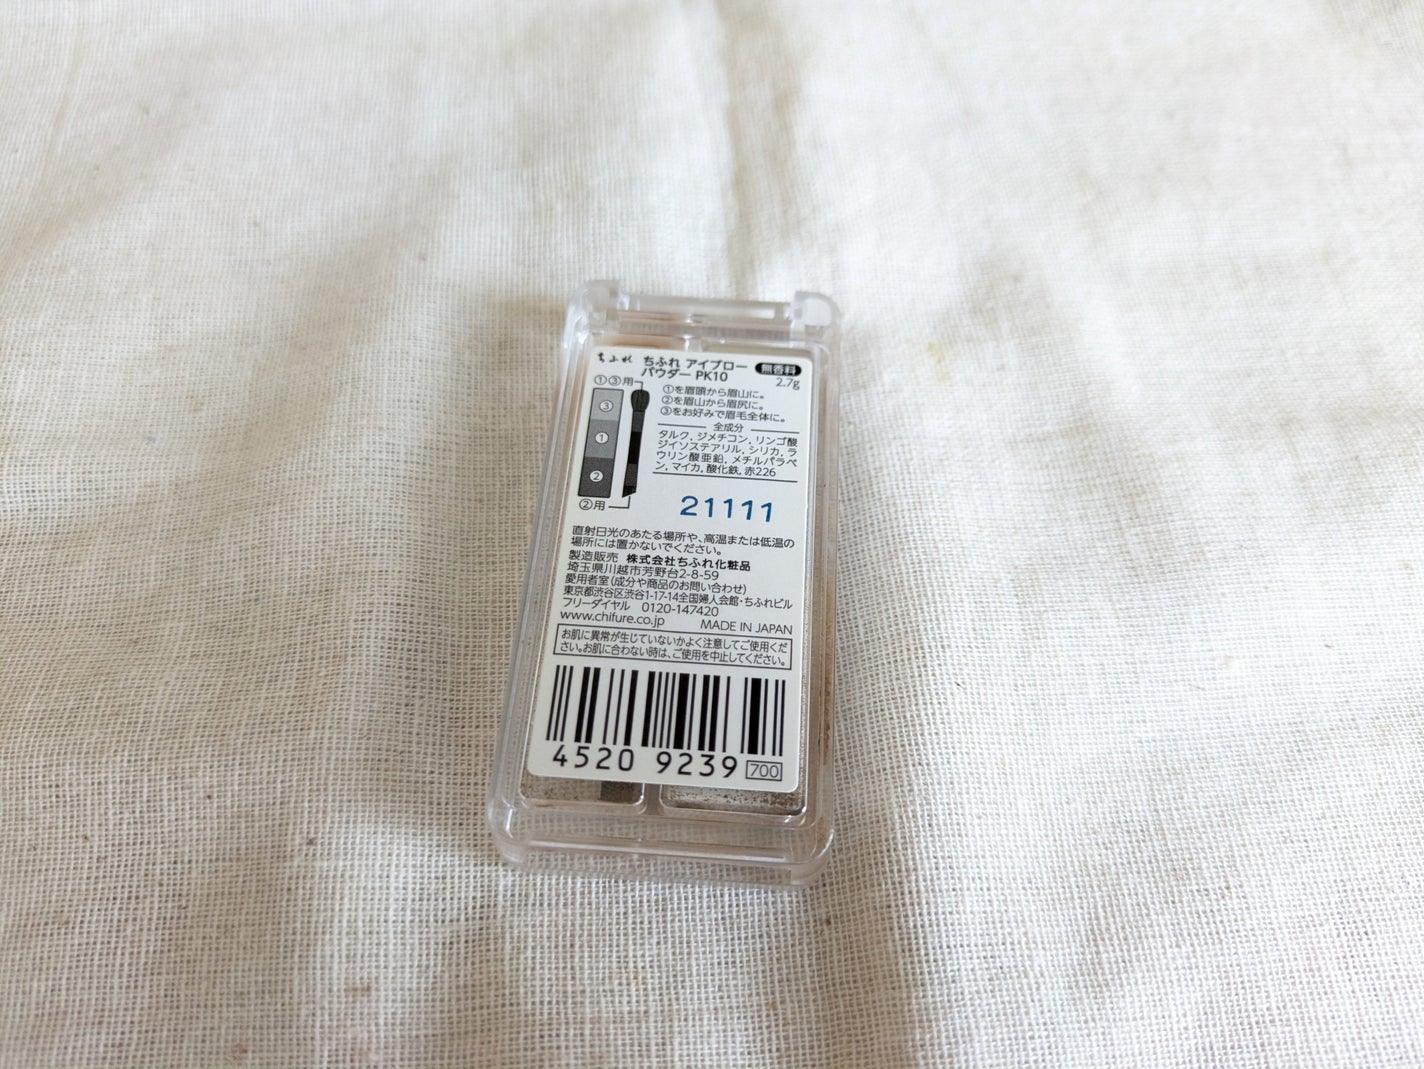 ちふれ ちふれ アイブロー
パウダー PK10
無香料
2.7g
①③用
③
①
②
②用
①を眉頭から眉山に。
②を眉山から眉尻に。
③をお好みで眉毛全体に。
全成分
タルク, ジメチコン, リンゴ酸
ジイソステアリル, シリカ, ラ
ウリン酸亜鉛, メチルパラベ
ン, マイカ, 酸化鉄, 赤226
21111
直射日光のあたる場所や、高温または低温の
場所には置かないでください。
製造販売 株式会社ちふれ化粧品
埼玉県川越市芳野台2-8-59
愛用者室(成分や商品のお問い合わせ)
東京都渋谷区渋谷1-17-14全国婦人会館・ちふれビル
フリーダイヤル 0120-147420
www.chifure.co.jp MADE IN JAPAN
お肌に異常が生じていないかよく注意してご使用くだ
さい。お肌に合わない時は、ご使用を中止してください。
4520 9239 700